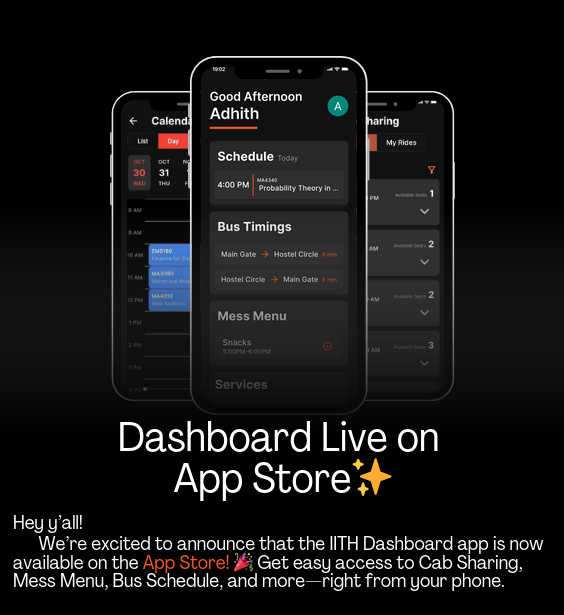 19:02
Good Afternoon
Adhith
A
Schedule Today
4:00 PM
MA4340
Probability Theory in ...
Bus Timings
Main Gate → Hostel Circle 6 min
Hostel Circle → Main Gate 6 min
Mess Menu
Snacks
5:00PM-6:00PM
Services
← Calenda
List Day
OCT OCT
30 31
WED THU
8 AM
9 AM
10 AM
EM5180
11 AM
MA3060
12 PM
MA4013
1 PM
2 PM
3 PM
haring
My Rides
PM Available Seats 1
AM Available Seats 2
AM Available Seats 2
AM Available Seats 3
Dashboard Live on
App Store✨
Hey y'all!
We're excited to announce that the IITH Dashboard app is now
available on the App Store! 🎉 Get easy access to Cab Sharing,
Mess Menu, Bus Schedule, and more—right from your phone.